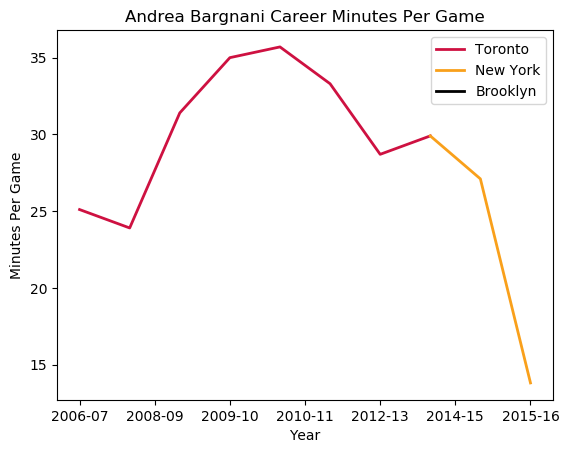 Andrea Bargnani Career Minutes Per Game
Toronto
New York
Brooklyn
35
30
25
20
15
Minutes Per Game
2006-07 2008-09 2009-10 2010-11 2012-13 2014-15 2015-16
Year